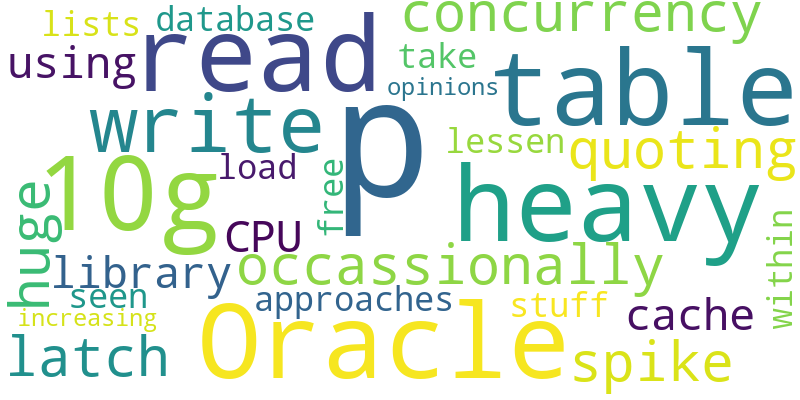 lists
database
concurrency
using
read
take
opinions
table
write
p
lessen
quoting
10g
load
free
heavy
huge
CPU
within
library
occassionally
seen
approaches
stuff
cache
increasing
Oracle
latch
spike